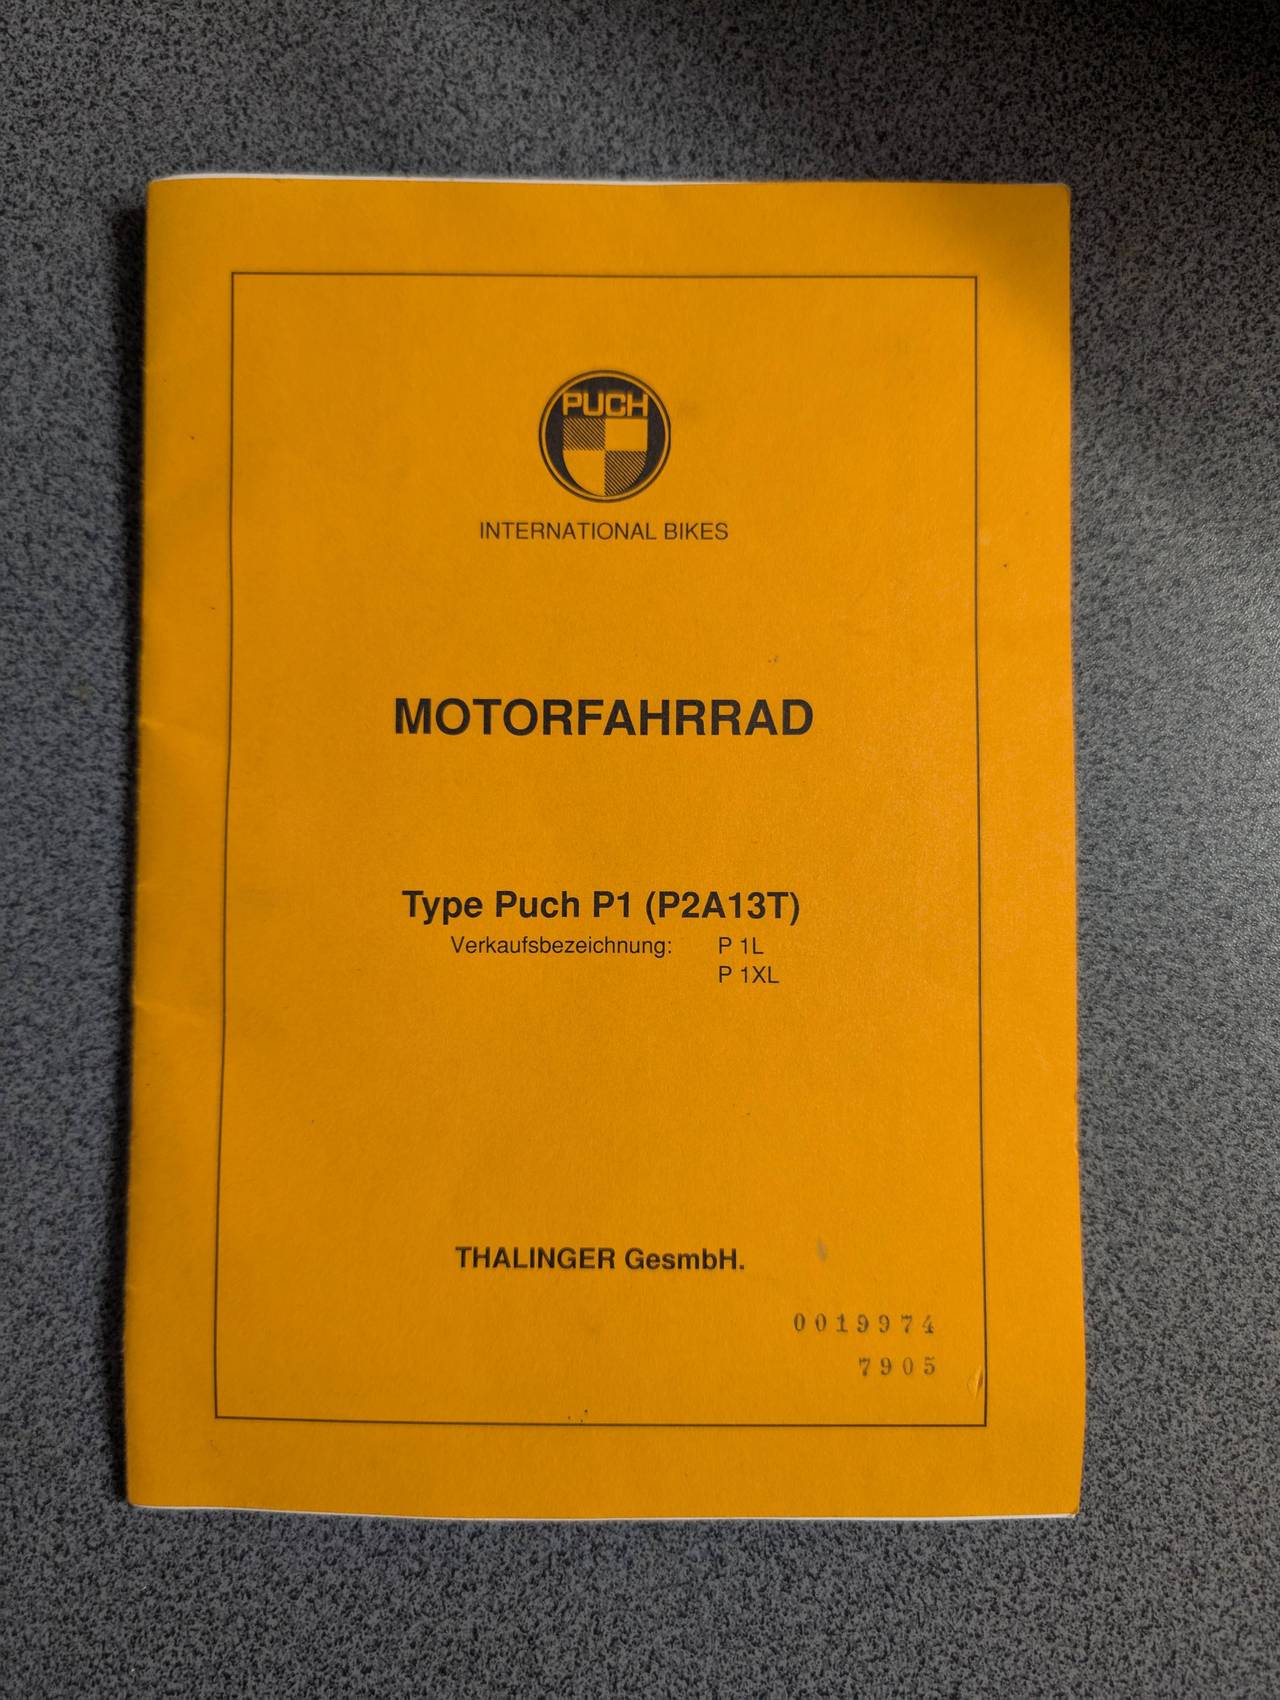 PUCH
INTERNATIONAL BIKES
MOTORFAHRRAD
Type Puch P1 (P2A13T)
Verkaufsbezeichnung: P 1L
P 1XL
THALINGER GesmbH.
0019974
7905